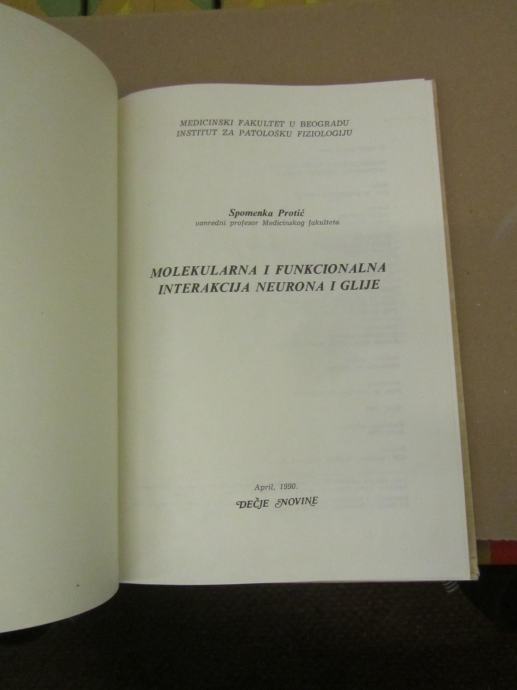 MEDICINSKI FAKULTET U BEOGRADU
INSTITUT ZA PATOLOŠKU FIZIOLOGIJU
Spomenka Protić
vanredni profesor Medicinskog fakulteta
MOLEKULARNA I FUNKCIONALNA
INTERAKCIJA NEURONA I GLIJE
April, 1990.
DEČJE NOVINE